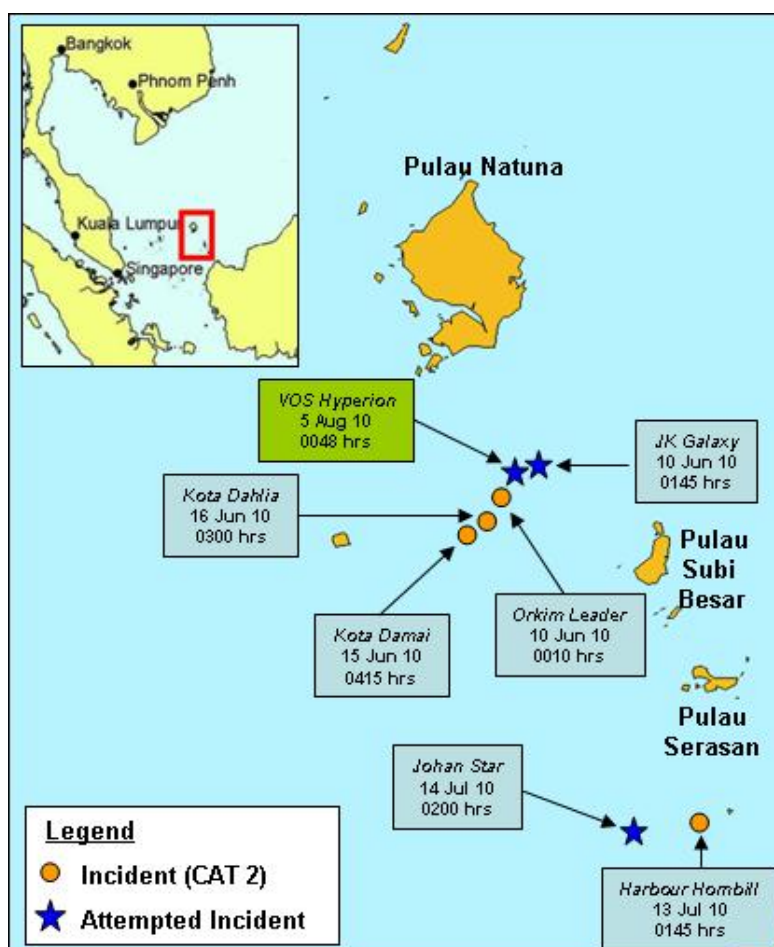 Bangkok
Phnom Penh
Kuala Lumpur
Singapore
Pulau Natuna
VOS Hyperion
5 Aug 10
0048 hrs
JK Galaxy
10 Jun 10
0145 hrs
Kota Dahlia
16 Jun 10
0300 hrs
Pulau
Subi
Besar
Kota Damai
15 Jun 10
0415 hrs
Orkim Leader
10 Jun 10
0010 hrs
Pulau
Serasan
Johan Star
14 Jul 10
0200 hrs
Harbour Hornbill
13 Jul 10
0145 hrs
Legend
Incident (CAT 2)
Attempted Incident